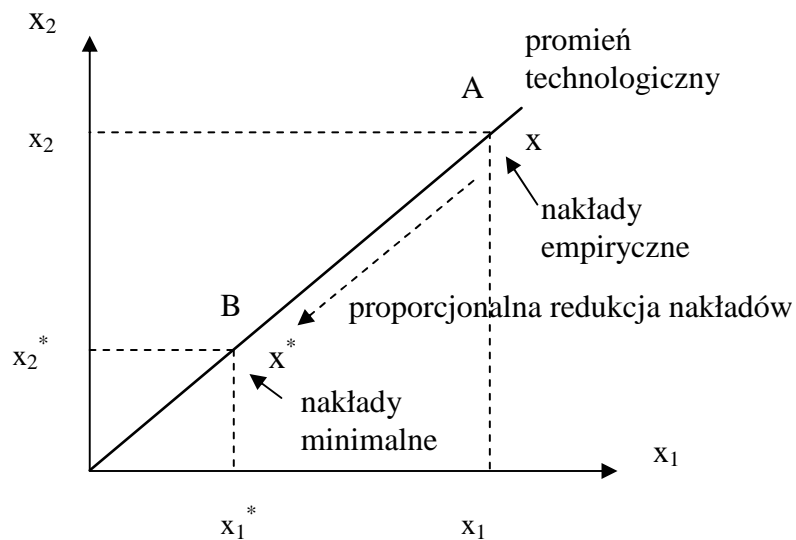 x₂
promień
technologiczny
A
x₂
x
nakłady
empiryczne
B
proporcjonalna redukcja nakładów
x₂*
x*
nakłady
minimalne
x₁
x₁*
x₁